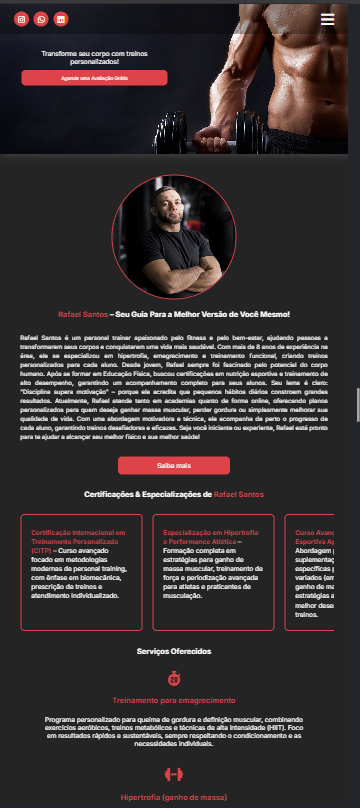 Transforme seu corpo com treinos
personalizados!
Agende uma Avaliação Grátis
Rafael Santos – Seu Guia Para a Melhor Versão de Você Mesmo!
Rafael Santos é um personal trainer apaixonado pelo fitness e pelo bem-estar, ajudando pessoas a
transformarem seus corpos e conquistarem uma vida mais saudável. Com mais de 8 anos de experiência na
área, ele se especializou em hipertrofia, emagrecimento e treinamento funcional, criando treinos
personalizados para cada aluno. Desde jovem, Rafael sempre foi fascinado pelo potencial do corpo
humano. Após se formar em Educação Física, buscou certificações em nutrição esportiva e treinamento de
alto desempenho, garantindo um acompanhamento completo para seus alunos. Seu lema é claro:
"Disciplina supera motivação" – porque ele acredita que pequenos hábitos diários constroem grandes
resultados. Atualmente, Rafael atende tanto em academias quanto de forma online, oferecendo planos
personalizados para quem deseja ganhar massa muscular, perder gordura ou simplesmente melhorar sua
qualidade de vida. Com uma abordagem motivadora e técnica, ele acompanha de perto o progresso de
cada aluno, garantindo treinos desafiadores e eficazes. Seja você iniciante ou experiente, Rafael está pronto
para te ajudar a alcançar seu melhor físico e sua melhor saúde!
Saiba mais
Certificações & Especializações de Rafael Santos
Certificação Internacional em
Treinamento Personalizado
(CITP) – Curso avançado
focado em metodologias
modernas de personal training,
com ênfase em biomecânica,
prescrição de treinos e
atendimento individualizado.
Especialização em Hipertrofia
e Performance Atlética –
Formação completa em
estratégias para ganho de
massa muscular, treinamento de
força e periodização avançada
para atletas e praticantes de
musculação.
Curso Avan
Esportiva Ap
Abordagem p
suplementaç
específicas p
variados (em
ganho de ma
estratégias a
melhor dese
treinos.
Serviços Oferecidos
Treinamento para emagrecimento
Programa personalizado para queima de gordura e definição muscular, combinando
exercícios aeróbicos, treinos metabólicos e técnicas de alta intensidade (HIIT). Foco
em resultados rápidos e sustentáveis, sempre respeitando o condicionamento e as
necessidades individuais.
Hipertrofia (ganho de massa)